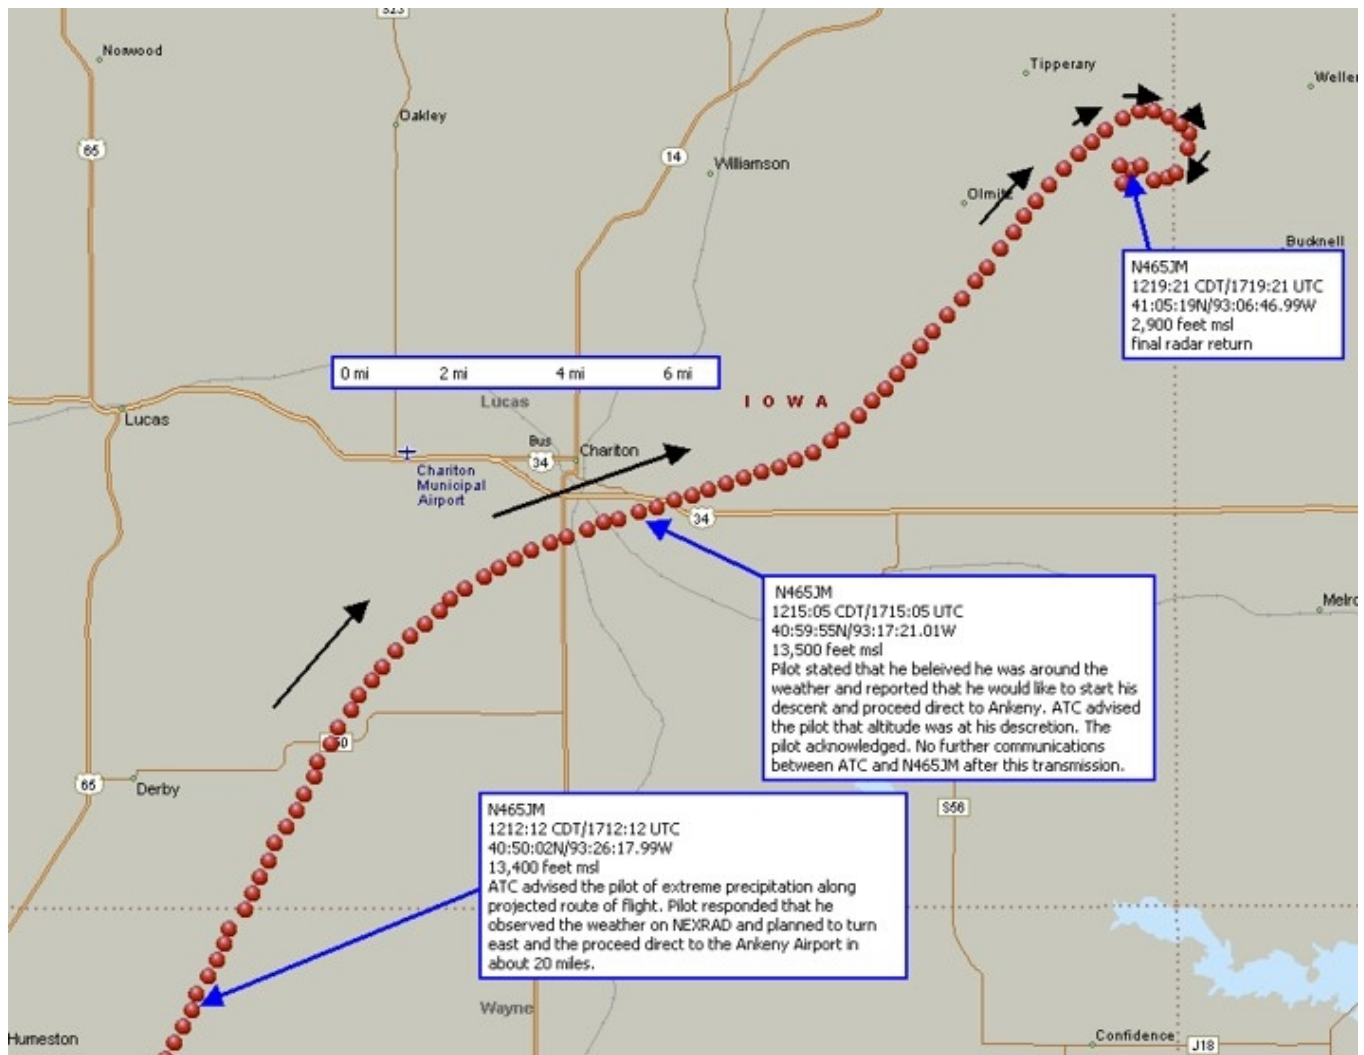 S23
Norwood
Tipperary
Weller
Oakley
65
14
Williamson
Olmitz
Bucknell
N465JM
1219:21 CDT/1719:21 UTC
41:05:19N/93:06:46.99W
2,900 feet msl
final radar return
0 mi 2 mi 4 mi 6 mi
Lucas
I O W A
Lucas
Bus
34
Chariton
Chariton
Municipal
Airport
34
N465JM
1215:05 CDT/1715:05 UTC
40:59:55N/93:17:21.01W
13,500 feet msl
Pilot stated that he beleived he was around the
weather and reported that he would like to start his
descent and proceed direct to Ankeny. ATC advised
the pilot that altitude was at his descretion. The
pilot acknowledged. No further communications
between ATC and N465JM after this transmission.
Melro
65
Derby
S56
N465JM
1212:12 CDT/1712:12 UTC
40:50:02N/93:26:17.99W
13,400 feet msl
ATC advised the pilot of extreme precipitation along
projected route of flight. Pilot responded that he
observed the weather on NEXRAD and planned to turn
east and the proceed direct to the Ankeny Airport in
about 20 miles.
Wayne
Humeston
Confidence
J18